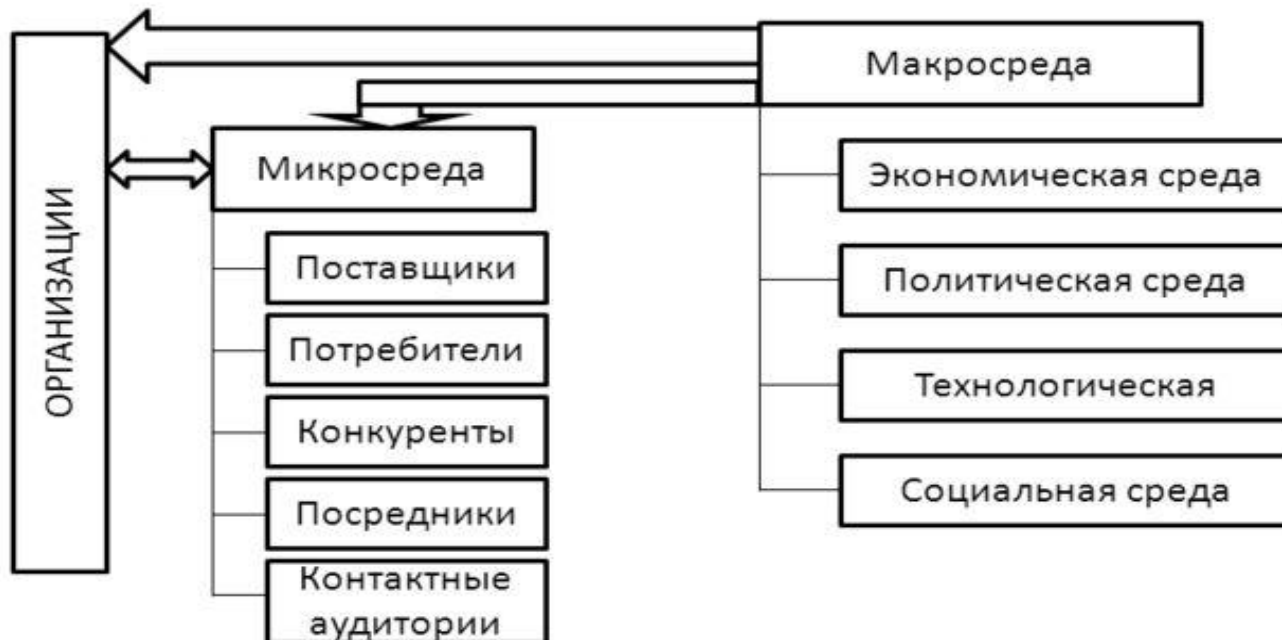 ОРГАНИЗАЦИИ
Макросреда
Микросреда
Поставщики
Потребители
Конкуренты
Посредники
Контактные
аудитории
Экономическая среда
Политическая среда
Технологическая
Социальная среда